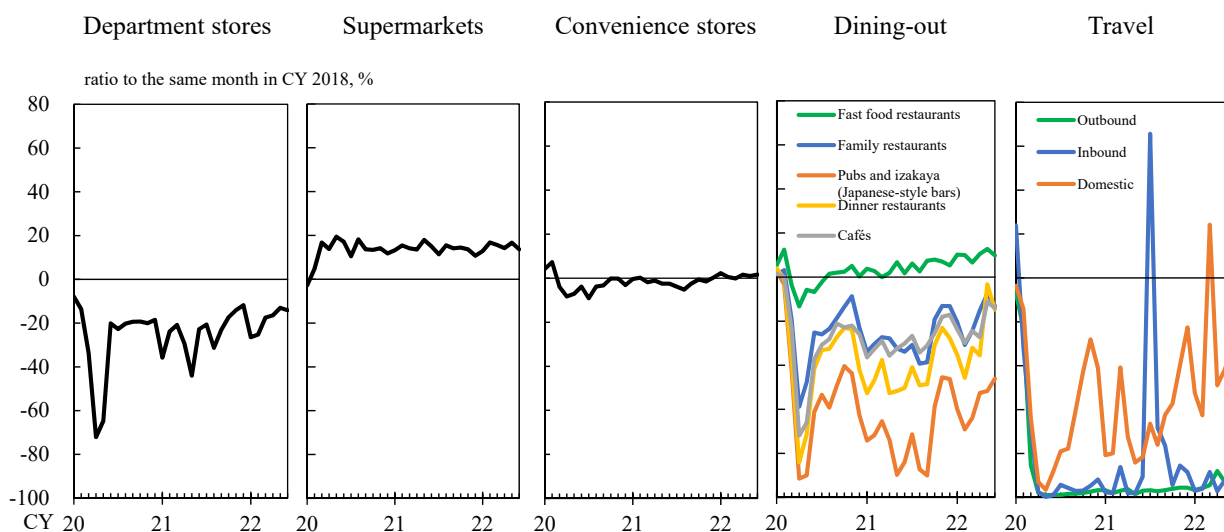 Department stores
Supermarkets
Convenience stores
Dining-out
Travel
ratio to the same month in CY 2018, %
80
60
40
20
0
-20
-40
-60
-80
-100
Fast food restaurants
Family restaurants
Pubs and izakaya
(Japanese-style bars)
Dinner restaurants
Cafés
Outbound
Inbound
Domestic
CY
20 21 22
20 21 22
20 21 22
20 21 22
20 21 22